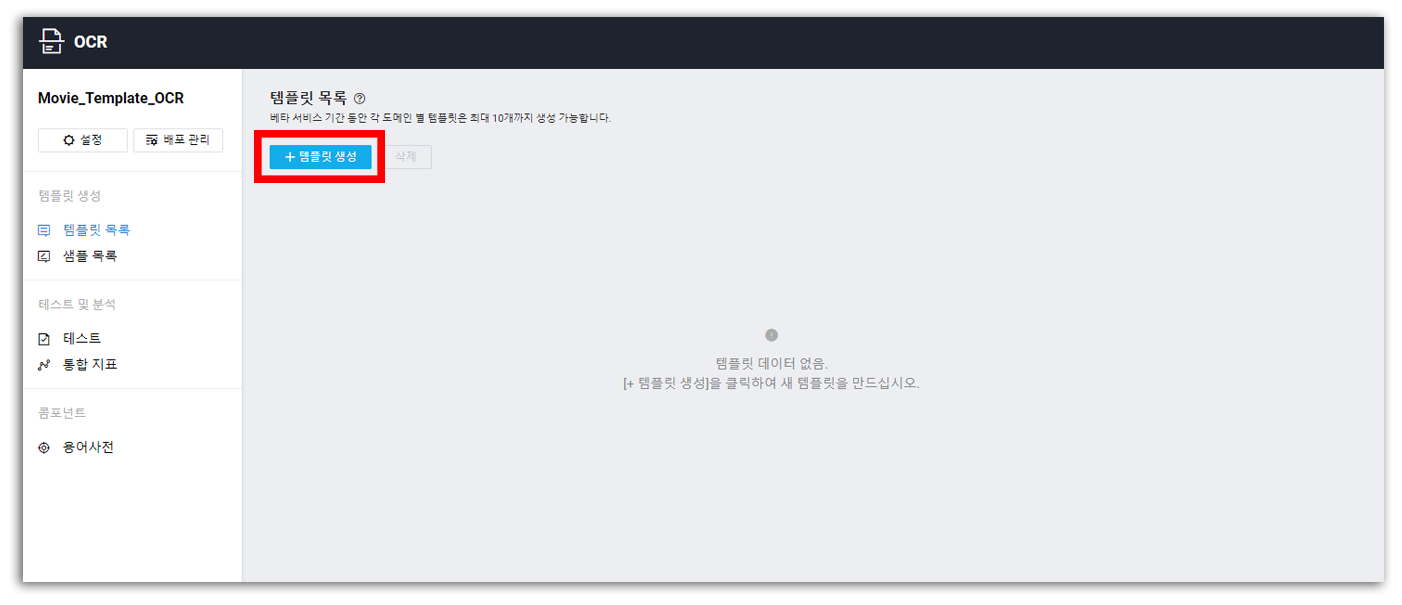 OCR
Movie_Template_OCR
설정
배포 관리
템플릿 생성
템플릿 목록
샘플 목록
테스트 및 분석
테스트
통합 지표
콤포넌트
용어사전
템플릿 목록 ?
베타 서비스 기간 동안 각 도메인 별 템플릿은 최대 10개까지 생성 가능합니다.
+ 템플릿 생성
삭제
템플릿 데이터 없음.
[+ 템플릿 생성]을 클릭하여 새 템플릿을 만드십시오.